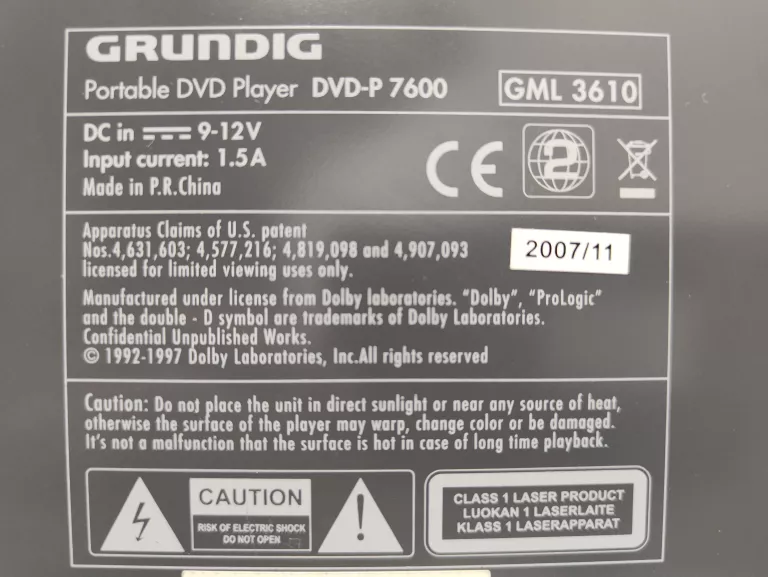 GRUNDIG
Portable DVD Player DVD-P 7600 GML 3610
DC in 9-12V
Input current: 1.5A
Made in P.R.China
CE 2
Apparatus Claims of U.S. patent
Nos.4,631,603; 4,577,216; 4,819,098 and 4,907,093
licensed for limited viewing uses only.
2007/11
Manufactured under license from Dolby laboratories. “Dolby”, “ProLogic”
and the double - D symbol are trademarks of Dolby Laboratories.
Confidential Unpublished Works.
© 1992-1997 Dolby Laboratories, Inc.All rights reserved
Caution: Do not place the unit in direct sunlight or near any source of heat,
otherwise the surface of the player may warp, change color or be damaged.
It's not a malfunction that the surface is hot in case of long time playback.
CAUTION
RISK OF ELECTRIC SHOCK
DO NOT OPEN
CLASS 1 LASER PRODUCT
LUOKAN 1 LASERLAITE
KLASS 1 LASERAPPARAT